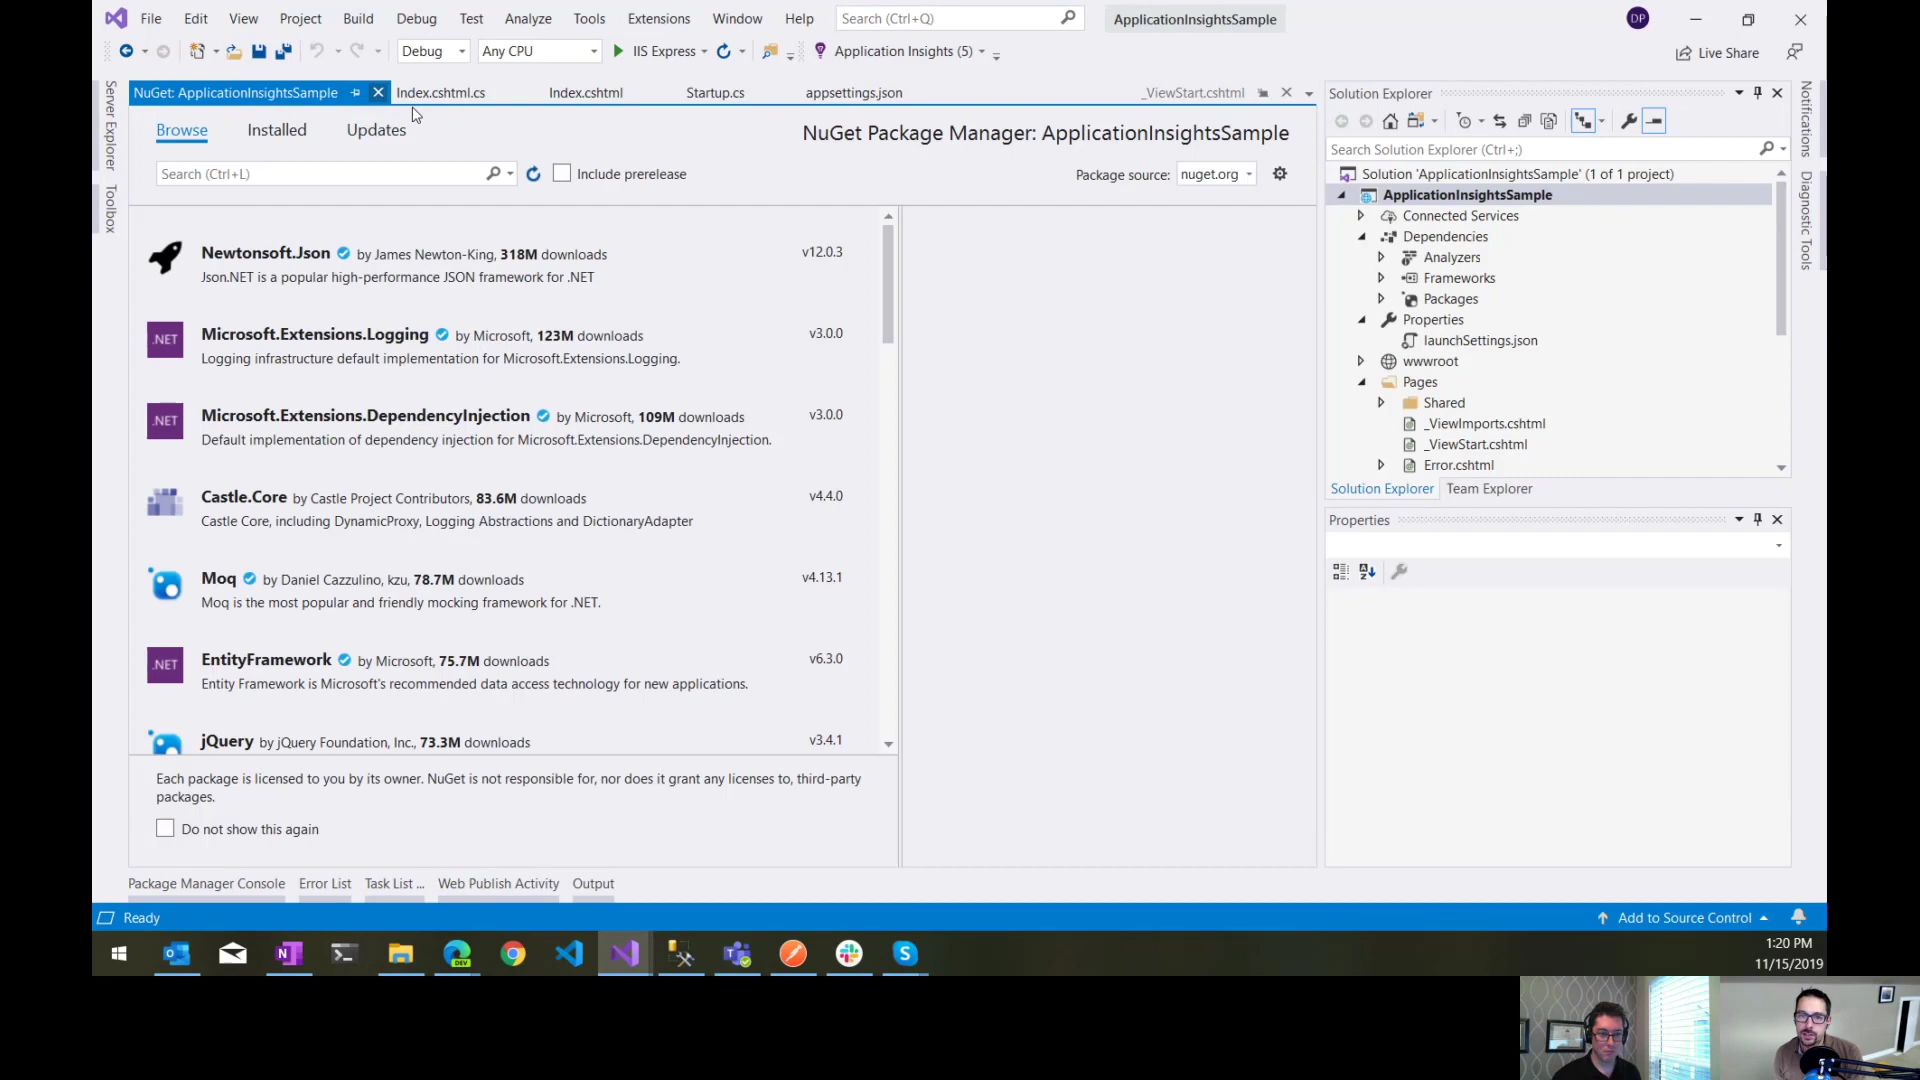 File Edit View Project Build Debug Test Analyze Tools Extensions Window Help Search (Ctrl+Q) ApplicationInsightsSample DP
Debug Any CPU IIS Express Application Insights (5) Live Share
Server Explorer
Toolbox
NuGet: ApplicationInsightsSample Index.cshtml.cs Index.cshtml Startup.cs appsettings.json _ViewStart.cshtml
Browse Installed Updates NuGet Package Manager: ApplicationInsightsSample
Search (Ctrl+L) Include prerelease Package source: nuget.org
Newtonsoft.Json by James Newton-King, 318M downloads v12.0.3
Json.NET is a popular high-performance JSON framework for .NET
.NET Microsoft.Extensions.Logging by Microsoft, 123M downloads v3.0.0
Logging infrastructure default implementation for Microsoft.Extensions.Logging.
.NET Microsoft.Extensions.DependencyInjection by Microsoft, 109M downloads v3.0.0
Default implementation of dependency injection for Microsoft.Extensions.DependencyInjection.
Castle.Core by Castle Project Contributors, 83.6M downloads v4.4.0
Castle Core, including DynamicProxy, Logging Abstractions and DictionaryAdapter
Moq by Daniel Cazzulino, kzu, 78.7M downloads v4.13.1
Moq is the most popular and friendly mocking framework for .NET.
.NET EntityFramework by Microsoft, 75.7M downloads v6.3.0
Entity Framework is Microsoft's recommended data access technology for new applications.
jQuery by jQuery Foundation, Inc., 73.3M downloads v3.4.1
Each package is licensed to you by its owner. NuGet is not responsible for, nor does it grant any licenses to, third-party
packages.
Do not show this again
Solution Explorer
Search Solution Explorer (Ctrl+;)
Solution 'ApplicationInsightsSample' (1 of 1 project)
ApplicationInsightsSample
Connected Services
Dependencies
Analyzers
Frameworks
Packages
Properties
launchSettings.json
wwwroot
Pages
Shared
_ViewImports.cshtml
_ViewStart.cshtml
Error.cshtml
Solution Explorer Team Explorer
Properties
Notifications
Diagnostic Tools
Package Manager Console Error List Task List ... Web Publish Activity Output
Ready Add to Source Control
DEV
1:20 PM
11/15/2019